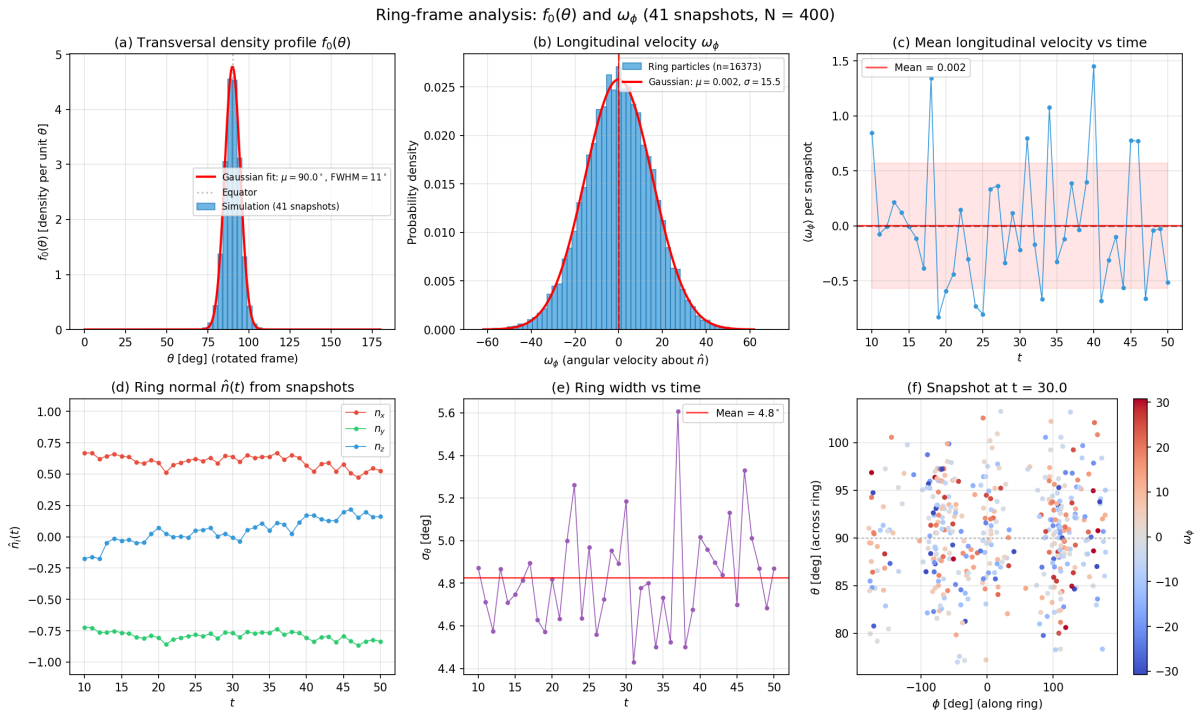 Ring-frame analysis: f₀(θ) and ω_ϕ (41 snapshots, N = 400)
(a) Transversal density profile f₀(θ)
f₀(θ) [density per unit θ]
5
4
3
2
1
0
Gaussian fit: μ = 90.0°, FWHM = 11°
Equator
Simulation (41 snapshots)
0 25 50 75 100 125 150 175
θ [deg] (rotated frame)
(b) Longitudinal velocity ω_ϕ
Probability density
0.025
0.020
0.015
0.010
0.005
0.000
Ring particles (n=16373)
Gaussian: μ = 0.002, σ = 15.5
−60 −40 −20 0 20 40 60
ω_ϕ (angular velocity about n̂)
(c) Mean longitudinal velocity vs time
⟨ω_ϕ⟩ per snapshot
1.5
1.0
0.5
0.0
−0.5
Mean = 0.002
10 15 20 25 30 35 40 45 50
t
(d) Ring normal n̂(t) from snapshots
n̂ᵢ(t)
1.00
0.75
0.50
0.25
0.00
−0.25
−0.50
−0.75
−1.00
n_x
n_y
n_z
10 15 20 25 30 35 40 45 50
t
(e) Ring width vs time
σ_θ [deg]
5.6
5.4
5.2
5.0
4.8
4.6
4.4
Mean = 4.8°
10 15 20 25 30 35 40 45 50
t
(f) Snapshot at t = 30.0
θ [deg] (across ring)
100
95
90
85
80
−100 0 100
ϕ [deg] (along ring)
30
20
10
0
−10
−20
−30
ω_ϕ